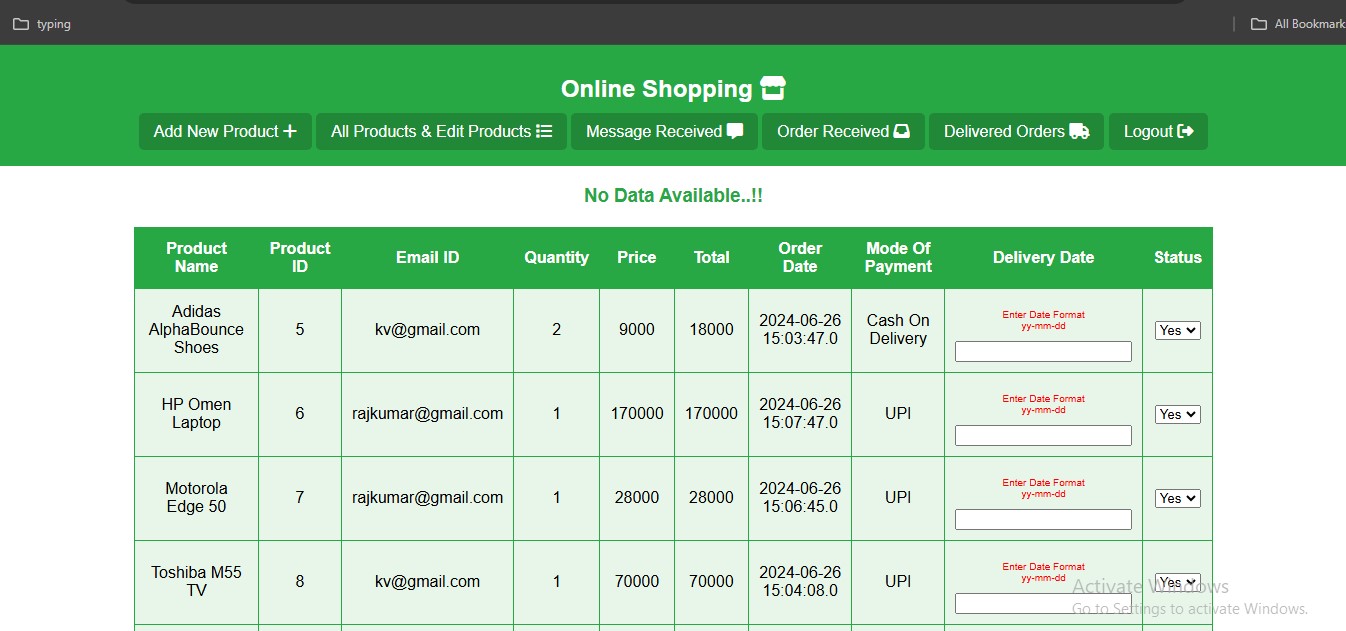 typing
All Bookmark
Online Shopping
Add New Product
All Products & Edit Products
Message Received
Order Received
Delivered Orders
Logout
No Data Available..!!
Product Name
Product ID
Email ID
Quantity
Price
Total
Order Date
Mode Of Payment
Delivery Date
Status
Adidas AlphaBounce Shoes
5
kv@gmail.com
2
9000
18000
2024-06-26 15:03:47.0
Cash On Delivery
Enter Date Format yy-mm-dd
Yes
HP Omen Laptop
6
rajkumar@gmail.com
1
170000
170000
2024-06-26 15:07:47.0
UPI
Enter Date Format yy-mm-dd
Yes
Motorola Edge 50
7
rajkumar@gmail.com
1
28000
28000
2024-06-26 15:06:45.0
UPI
Enter Date Format yy-mm-dd
Yes
Toshiba M55 TV
8
kv@gmail.com
1
70000
70000
2024-06-26 15:04:08.0
UPI
Enter Date Format yy-mm-dd
Yes
Activate Windows
Go to Settings to activate Windows.